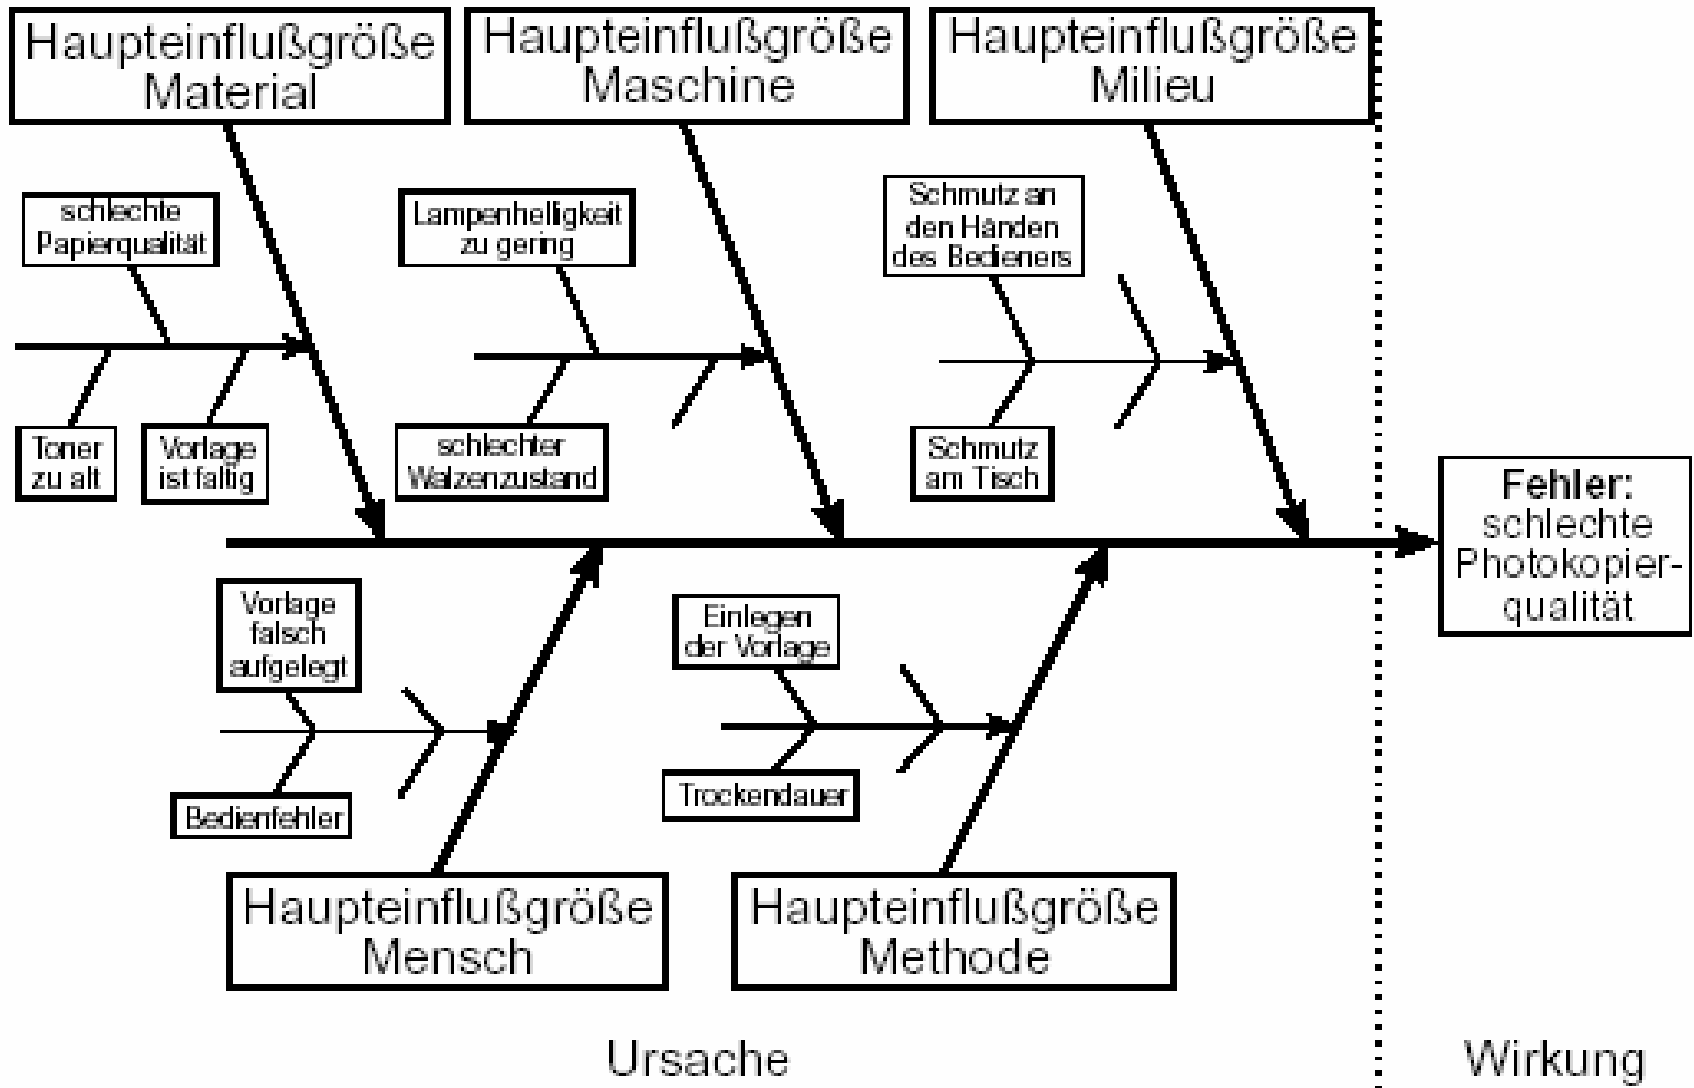 Haupteinflußgröße
Material
Haupteinflußgröße
Maschine
Haupteinflußgröße
Milieu
schlechte
Papierqualität
Lampenhelligkeit
zu gering
Schmutz an
den Händen
des Bedieners
Toner
zu alt
Vorlage
ist faltig
schlechter
Walzenzustand
Schmutz
am Tisch
Fehler:
schlechte
Photokopier-
qualität
Vorlage
falsch
aufgelegt
Einlegen
der Vorlage
Bedienfehler
Trockendauer
Haupteinflußgröße
Mensch
Haupteinflußgröße
Methode
Ursache
Wirkung